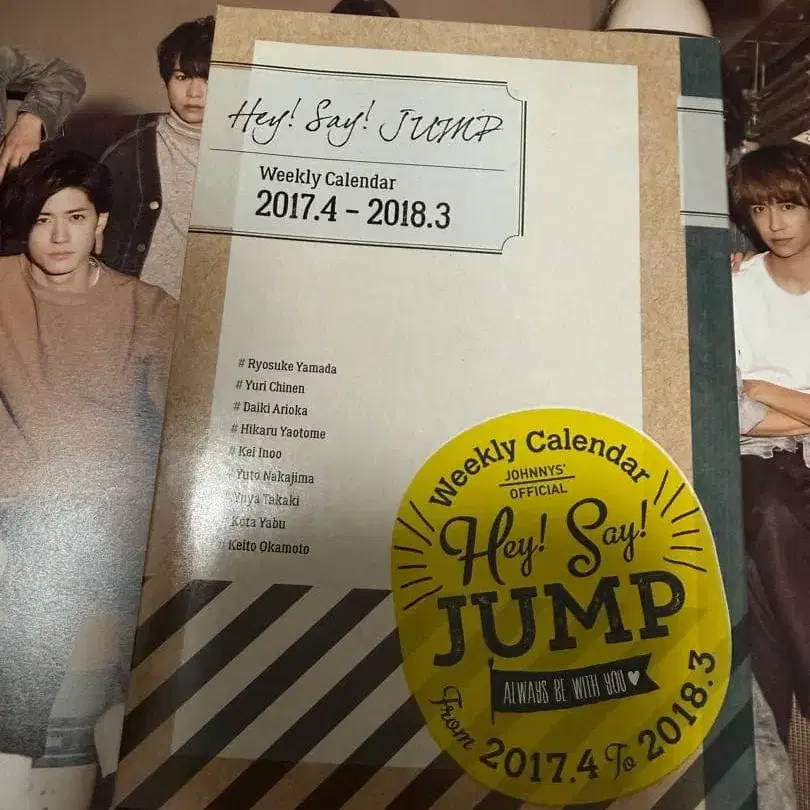 Hey! Say! JUMP
Weekly Calendar
2017.4 - 2018.3
# Ryosuke Yamada
# Yuri Chinen
# Daiki Arioka
# Hikaru Yaotome
# Kei Inoo
# Yuto Nakajima
# Yuya Takaki
# Kota Yabu
# Keito Okamoto
Weekly Calendar
JOHNNYS'
OFFICIAL
Hey! Say!
JUMP
ALWAYS BE WITH YOU♥
From 2017.4 To 2018.3